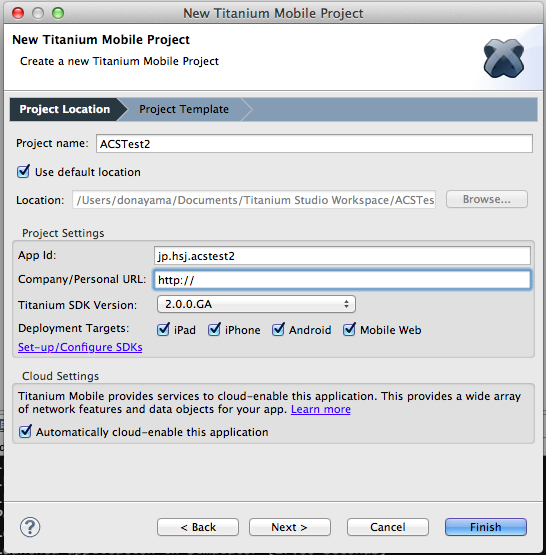 New Titanium Mobile Project
New Titanium Mobile Project
Create a new Titanium Mobile Project
Project Location Project Template
Project name: ACSTest2
Use default location
Location: /Users/donayama/Documents/Titanium Studio Workspace/ACSTes Browse...
Project Settings
App Id: jp.hsj.acstest2
Company/Personal URL: http://
Titanium SDK Version: 2.0.0.GA
Deployment Targets: iPad iPhone Android Mobile Web
Set-up/Configure SDKs
Cloud Settings
Titanium Mobile provides services to cloud-enable this application. This provides a wide array
of network features and data objects for your app. Learn more
Automatically cloud-enable this application
? < Back Next > Cancel Finish